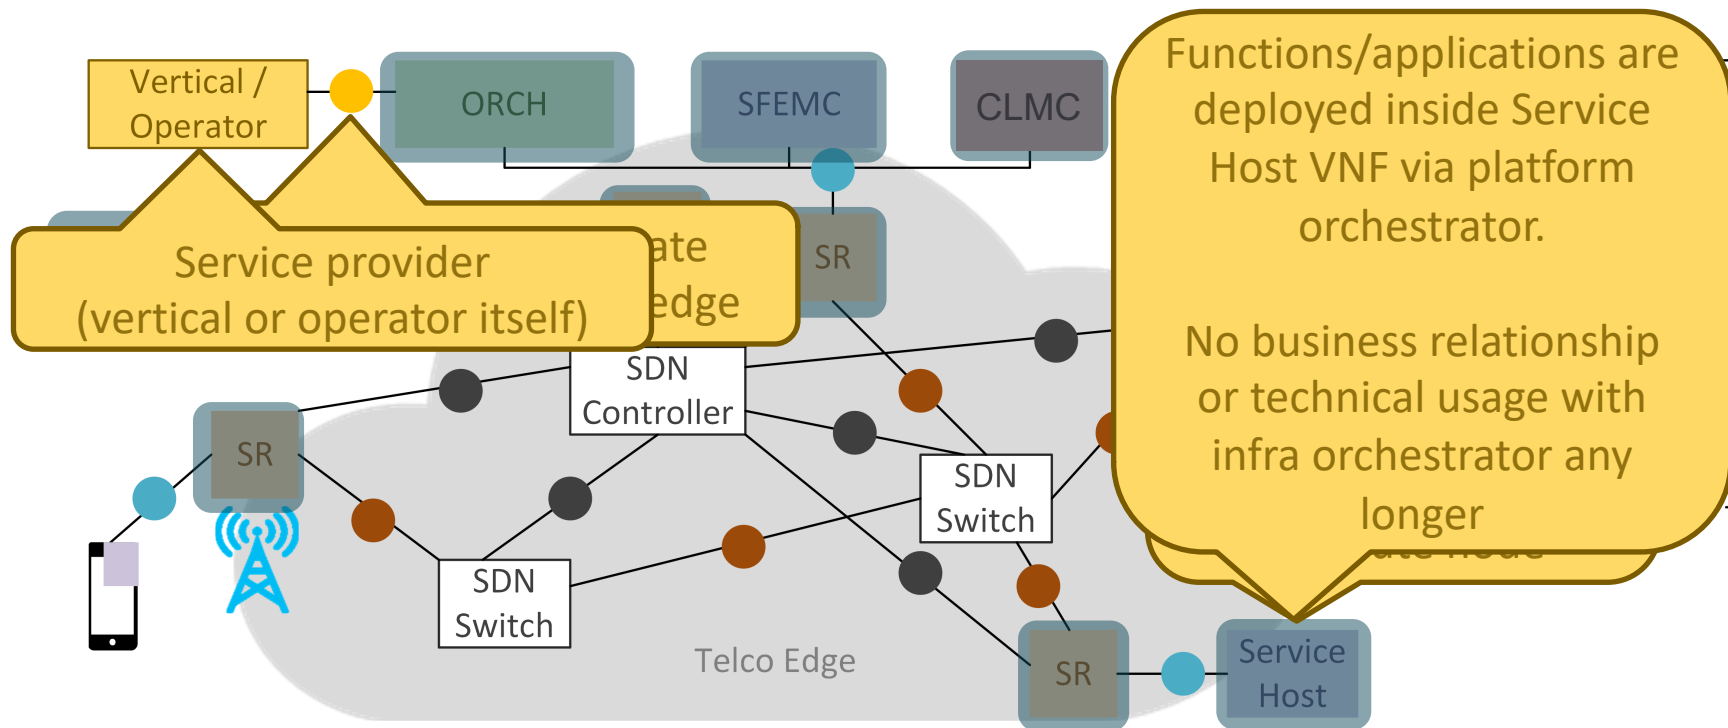 Vertical /
Operator
ORCH
SFEMC
CLMC
Functions/applications are
deployed inside Service
Host VNF via platform
orchestrator.
No business relationship
or technical usage with
infra orchestrator any
longer
Service provider
(vertical or operator itself)
ate
edge
SR
SDN
Controller
SR
SDN
Switch
SDN
Switch
Telco Edge
SR
Service
Host